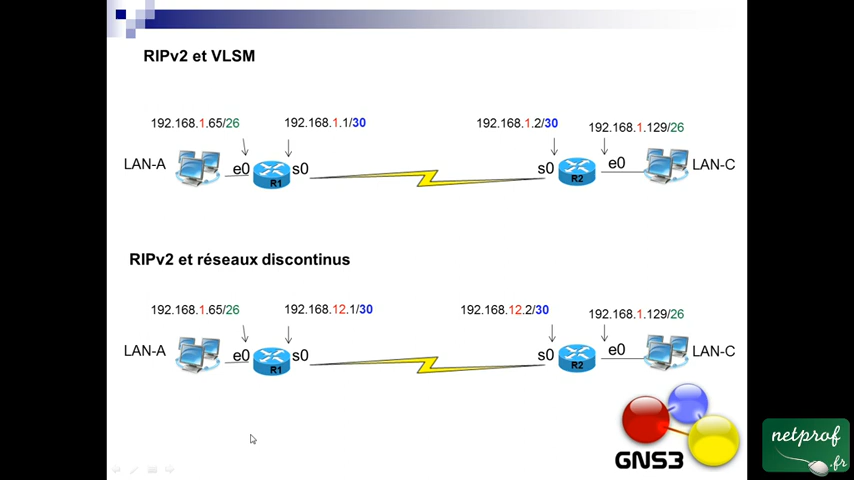 RIPv2 et VLSM
192.168.1.65/26
192.168.1.1/30
192.168.1.2/30
192.168.1.129/26
LAN-A
e0
R1
s0
s0
R2
e0
LAN-C
RIPv2 et réseaux discontinus
192.168.1.65/26
192.168.12.1/30
192.168.12.2/30
192.168.1.129/26
LAN-A
e0
R1
s0
s0
R2
e0
LAN-C
GNS3
netprof
.fr